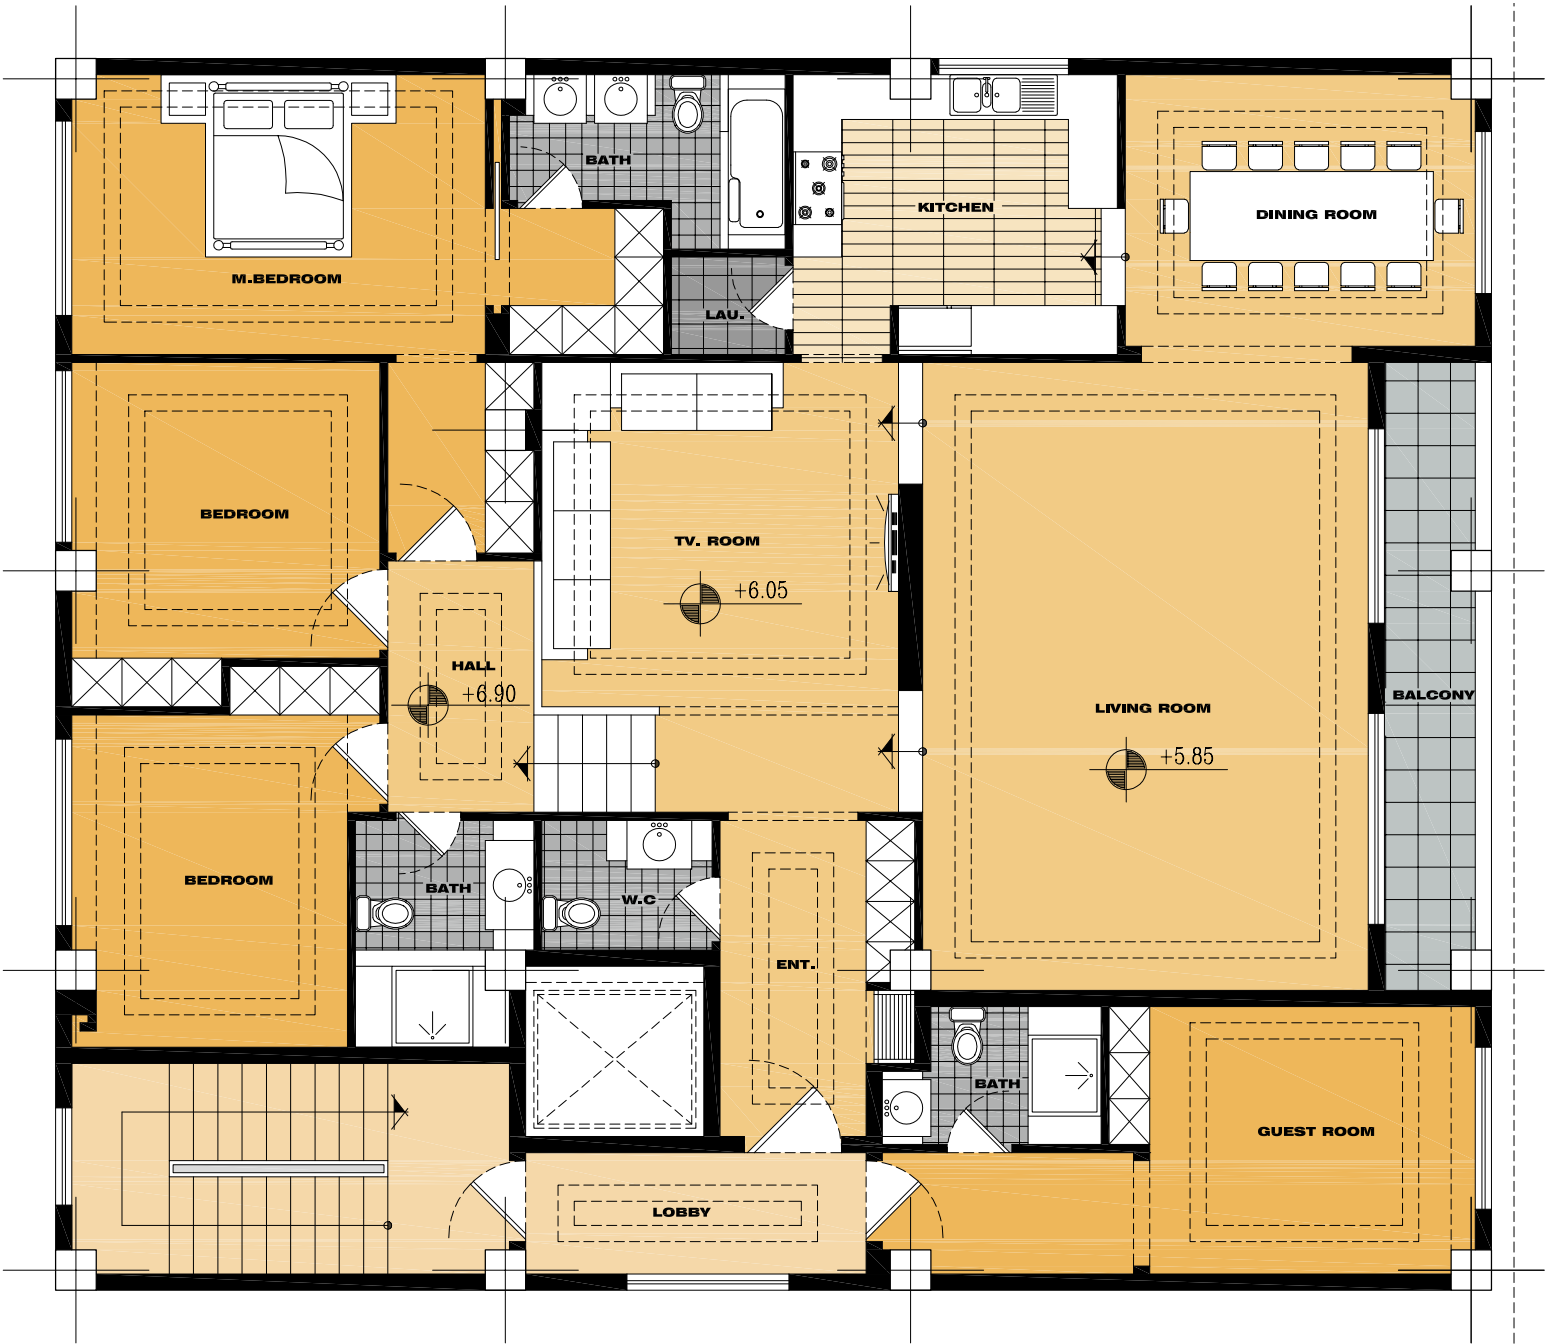 BATH
KITCHEN
DINING ROOM
M.BEDROOM
LAU.
BEDROOM
TV. ROOM
+6.05
HALL
+6.90
LIVING ROOM
+5.85
BALCONY
BEDROOM
BATH
W.C
ENT.
BATH
GUEST ROOM
LOBBY